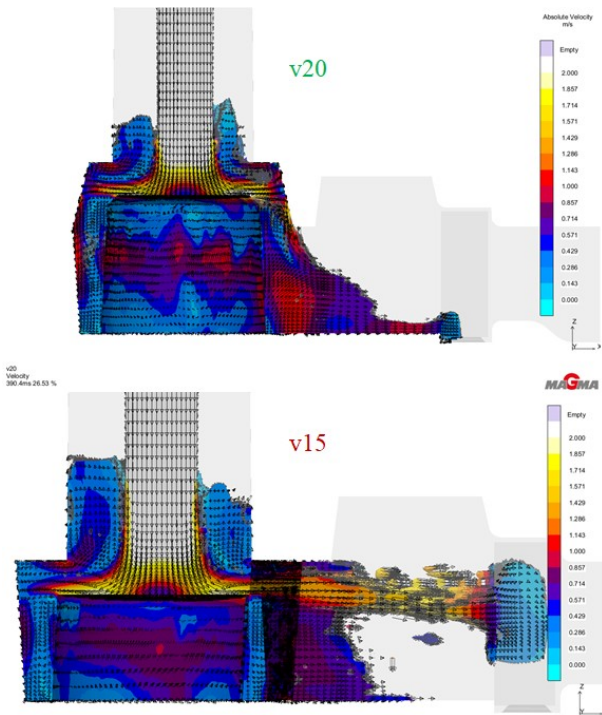 Absolute Velocity
m/s
v20
Empty
2.000
1.857
1.714
1.571
1.429
1.286
1.143
1.000
0.857
0.714
0.571
0.429
0.286
0.143
0.000
Z
Y X
v20
Velocity
390.4ms 26.53 %
MAGMA
v15
Empty
2.000
1.857
1.714
1.571
1.429
1.286
1.143
1.000
0.857
0.714
0.571
0.429
0.286
0.143
0.000
Z